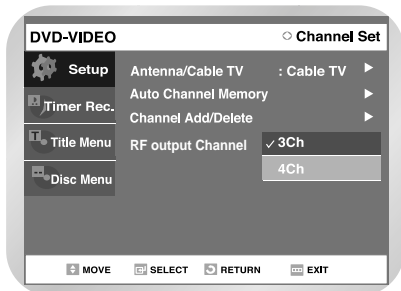 DVD-VIDEO Channel Set
Setup
Timer Rec.
Title Menu
Disc Menu
Antenna/Cable TV : Cable TV
Auto Channel Memory
Channel Add/Delete
RF output Channel ✓ 3Ch
4Ch
MOVE SELECT RETURN EXIT